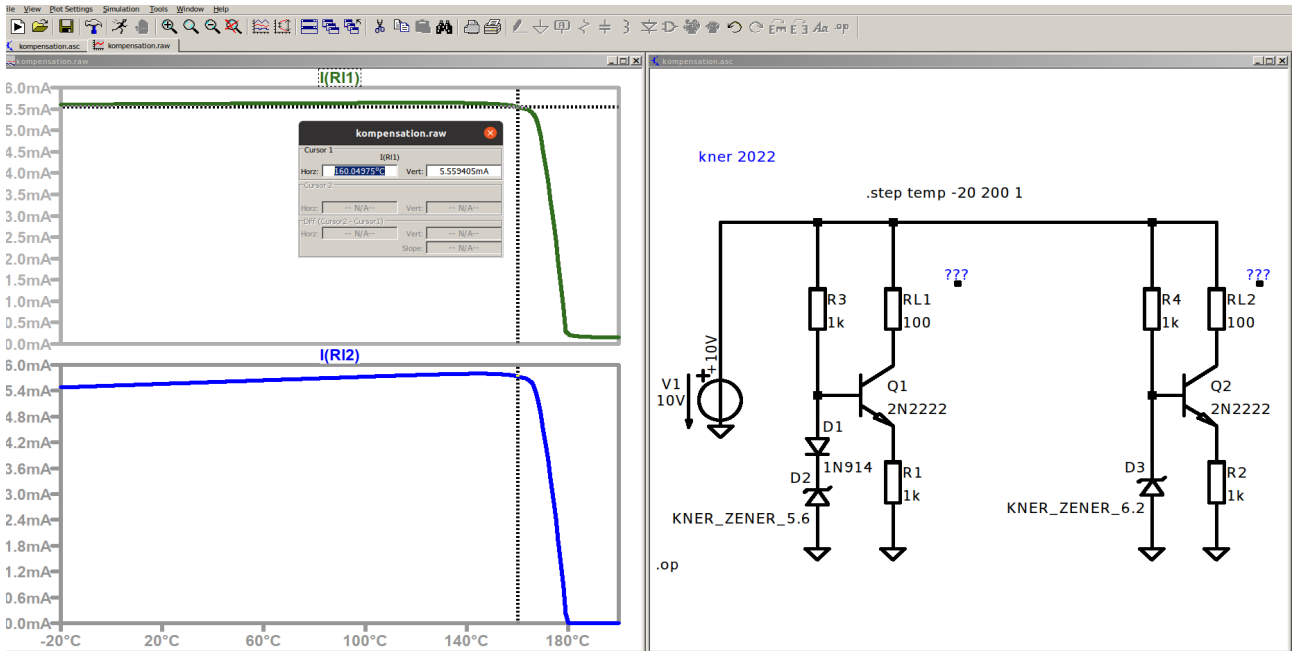 ile View Plot Settings Simulation Tools Window Help
kompensation.asc kompensation.raw
kompensation.raw
I(RI1)
6.0mA
5.5mA
5.0mA
4.5mA
4.0mA
3.5mA
3.0mA
2.5mA
2.0mA
1.5mA
1.0mA
0.5mA
0.0mA
kompensation.raw
Cursor 1
I(RI1)
Horz: 160.04975°C Vert: 5.559405mA
Cursor 2
Horz: -- N/A-- Vert: -- N/A--
Diff (Cursor2 - Cursor1)
Horz: -- N/A-- Vert: -- N/A--
Slope: -- N/A--
I(RI2)
6.0mA
5.4mA
4.8mA
4.2mA
3.6mA
3.0mA
2.4mA
1.8mA
1.2mA
0.6mA
0.0mA
-20°C 20°C 60°C 100°C 140°C 180°C
kompensation.asc
kner 2022
.step temp -20 200 1
??? ???
R3
1k
RL1
100
R4
1k
RL2
100
+10V
V1
10V
Q1
2N2222
Q2
2N2222
D1
1N914
D2
KNER_ZENER_5.6
R1
1k
D3
KNER_ZENER_6.2
R2
1k
.op